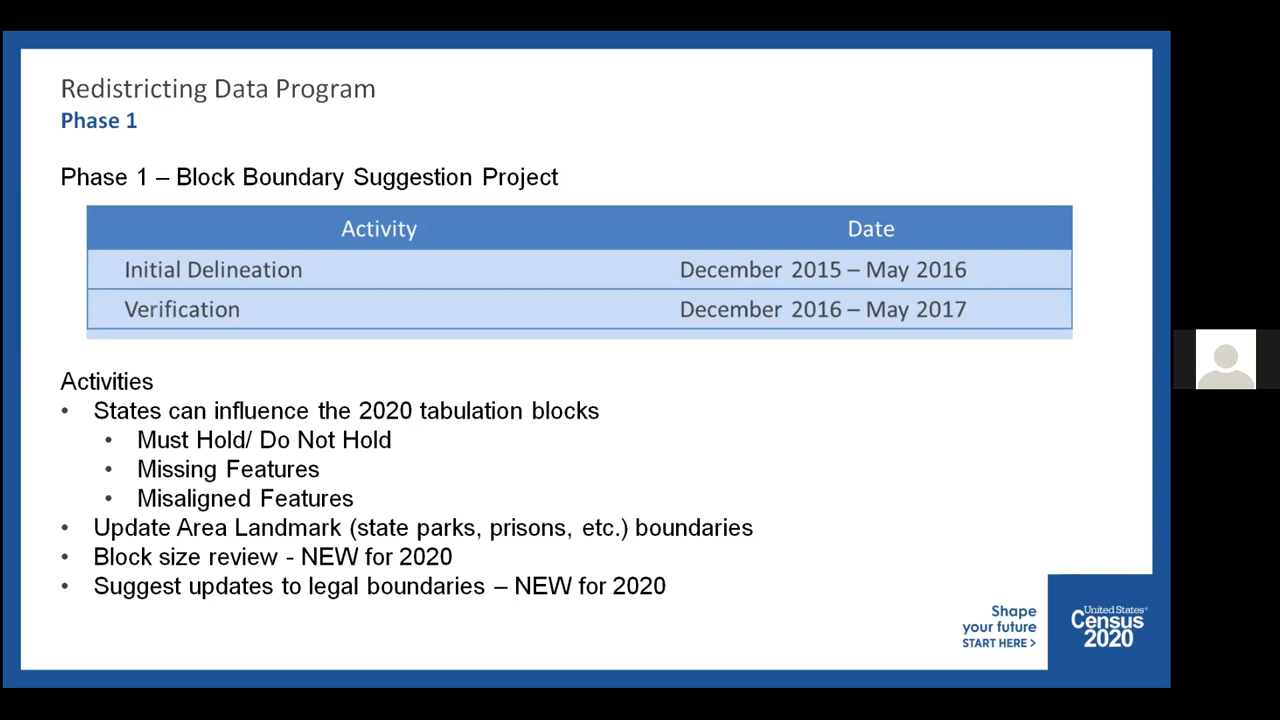 Redistricting Data Program
Phase 1
Phase 1 – Block Boundary Suggestion Project
Activity Date
Initial Delineation December 2015 – May 2016
Verification December 2016 – May 2017
Activities
• States can influence the 2020 tabulation blocks
• Must Hold/ Do Not Hold
• Missing Features
• Misaligned Features
• Update Area Landmark (state parks, prisons, etc.) boundaries
• Block size review - NEW for 2020
• Suggest updates to legal boundaries – NEW for 2020
Shape
your future
START HERE >
United States®
Census
2020